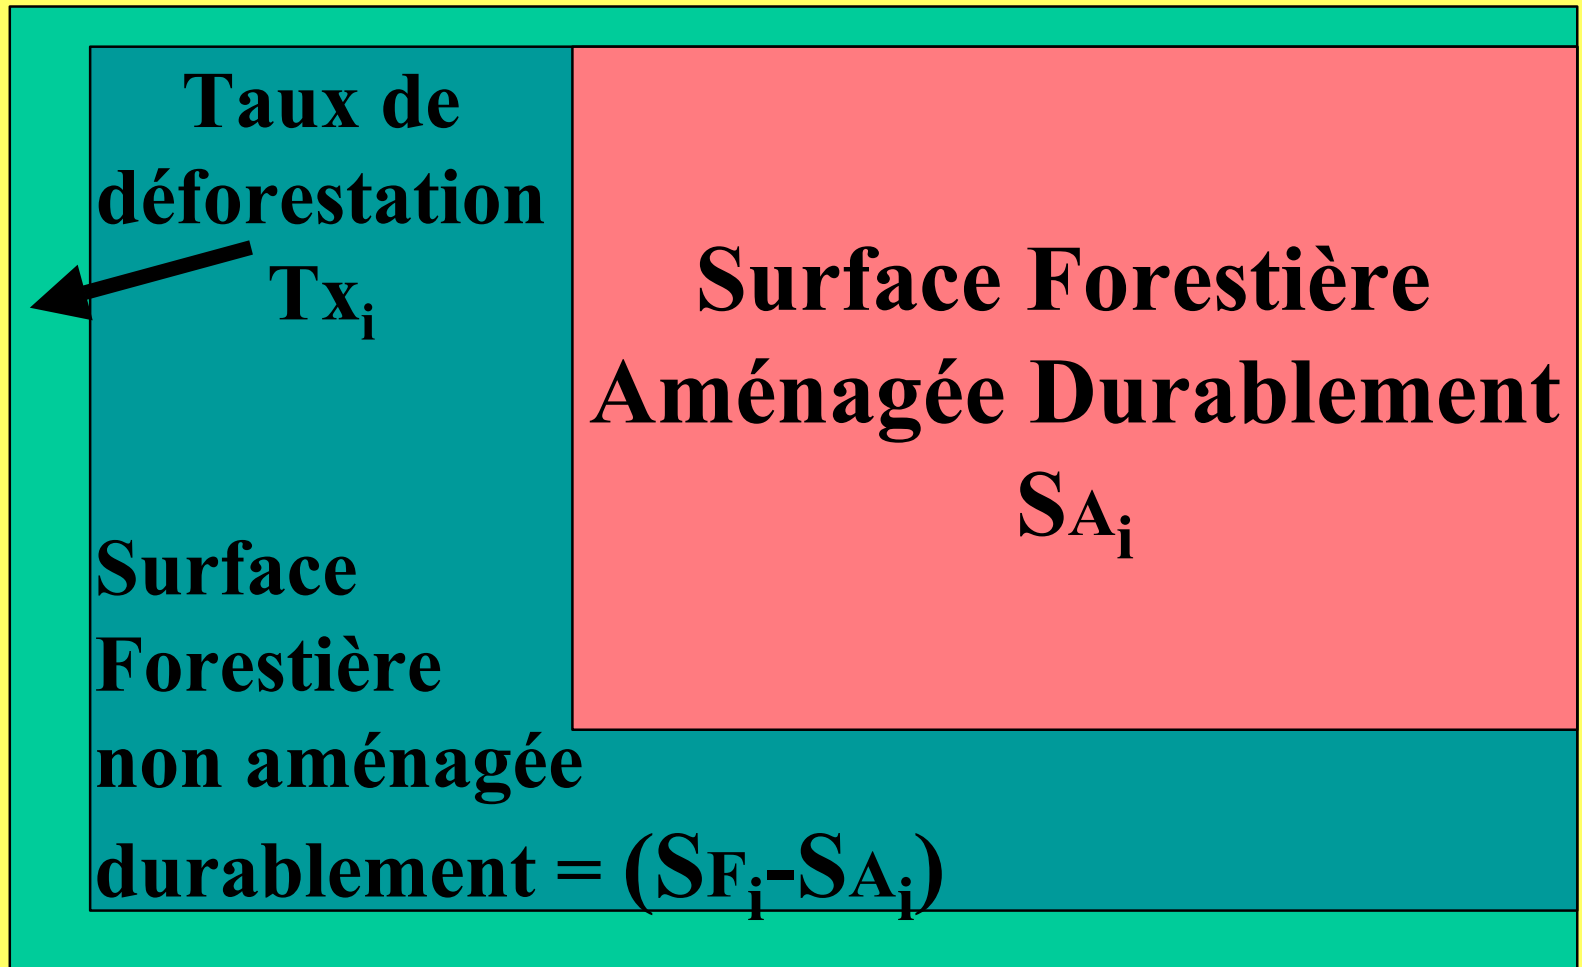 Taux de
déforestation
Txi
Surface Forestière
Aménagée Durablement
SAi
Surface
Forestière
non aménagée
durablement = (SFi-SAi)